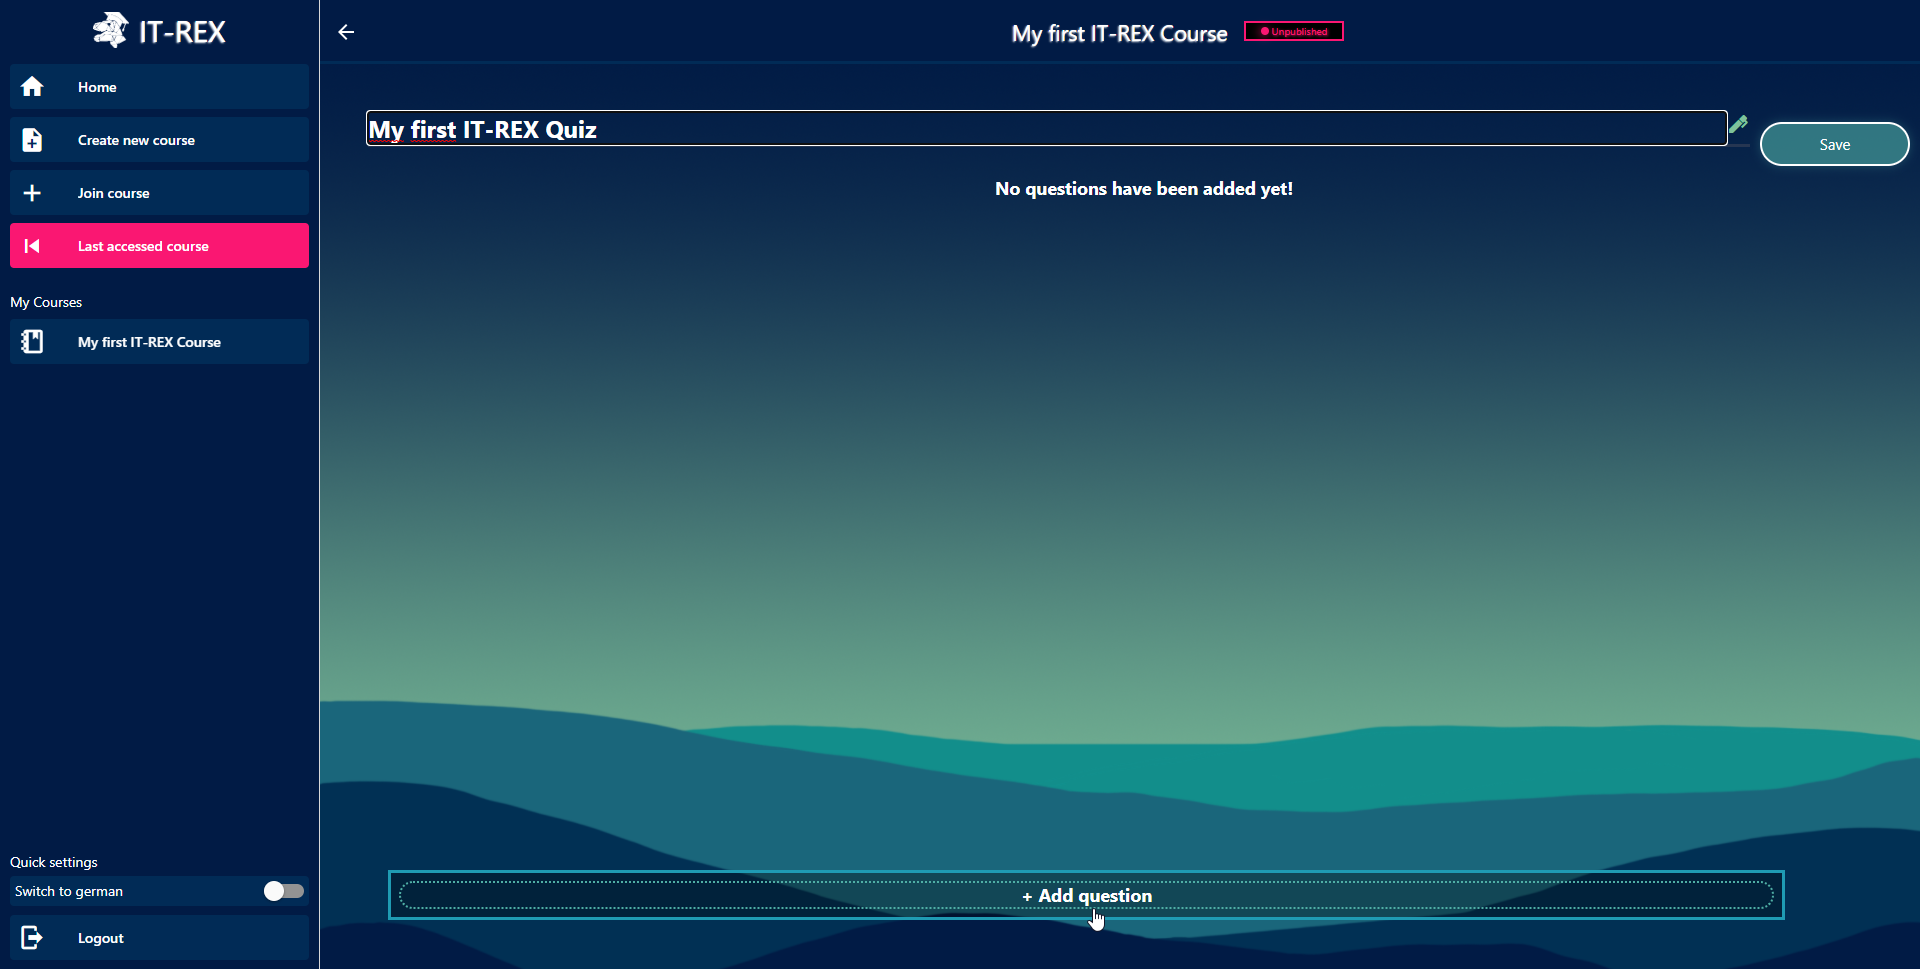 IT-REX
Home
Create new course
Join course
Last accessed course
My Courses
My first IT-REX Course
Quick settings
Switch to german
Logout
My first IT-REX Course
Unpublished
My first IT-REX Quiz
Save
No questions have been added yet!
+ Add question